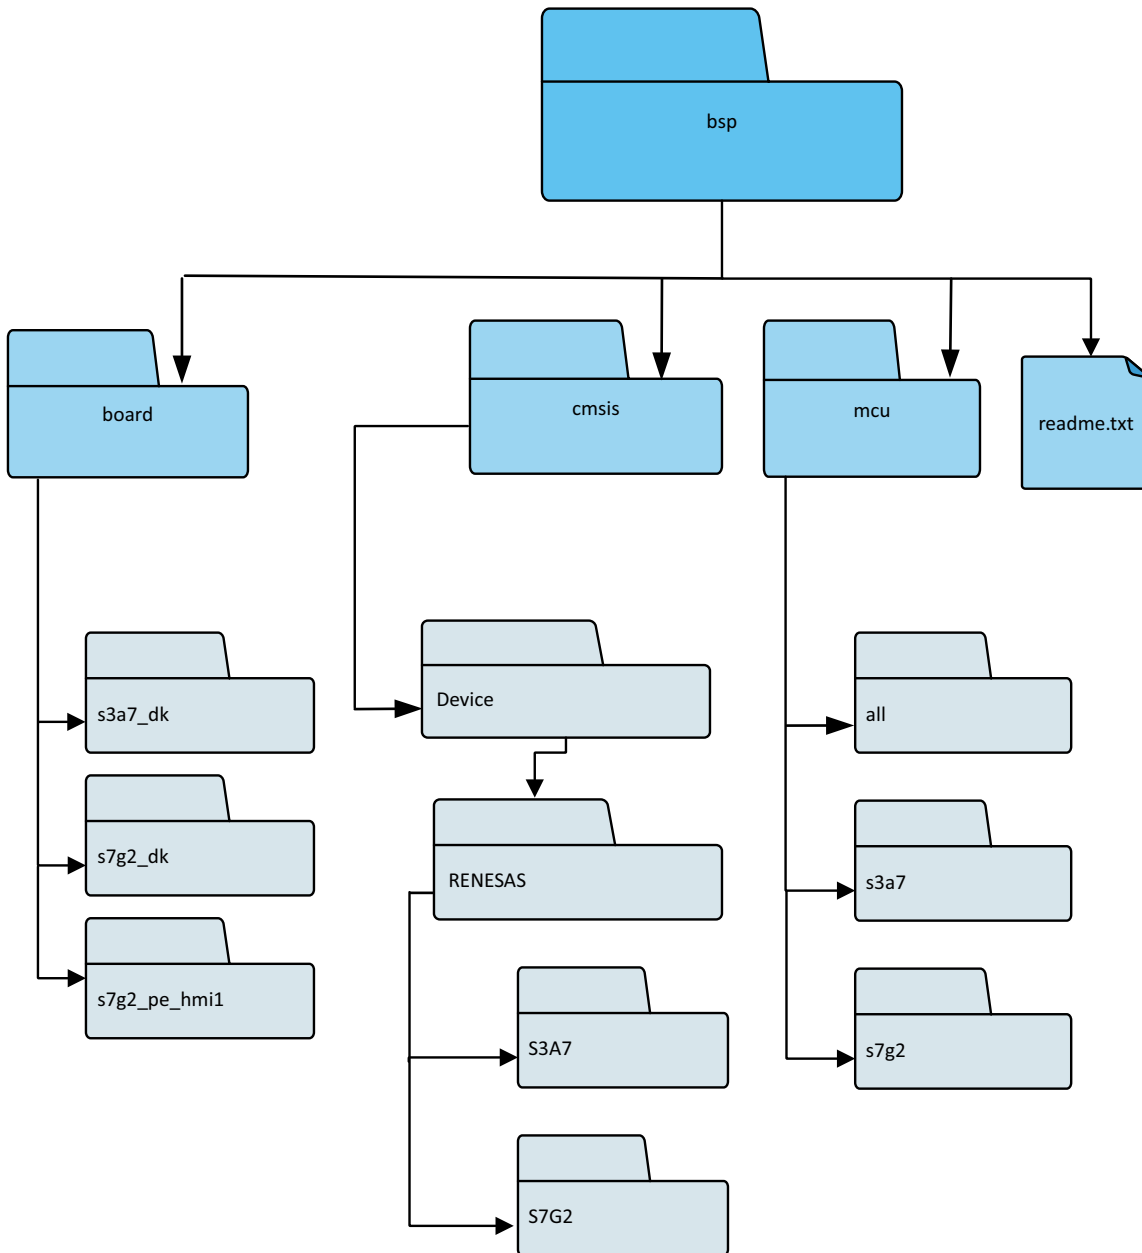 bsp
board
cmsis
mcu
readme.txt
s3a7_dk
Device
all
s7g2_dk
RENESAS
s3a7
s7g2_pe_hmi1
S3A7
s7g2
S7G2